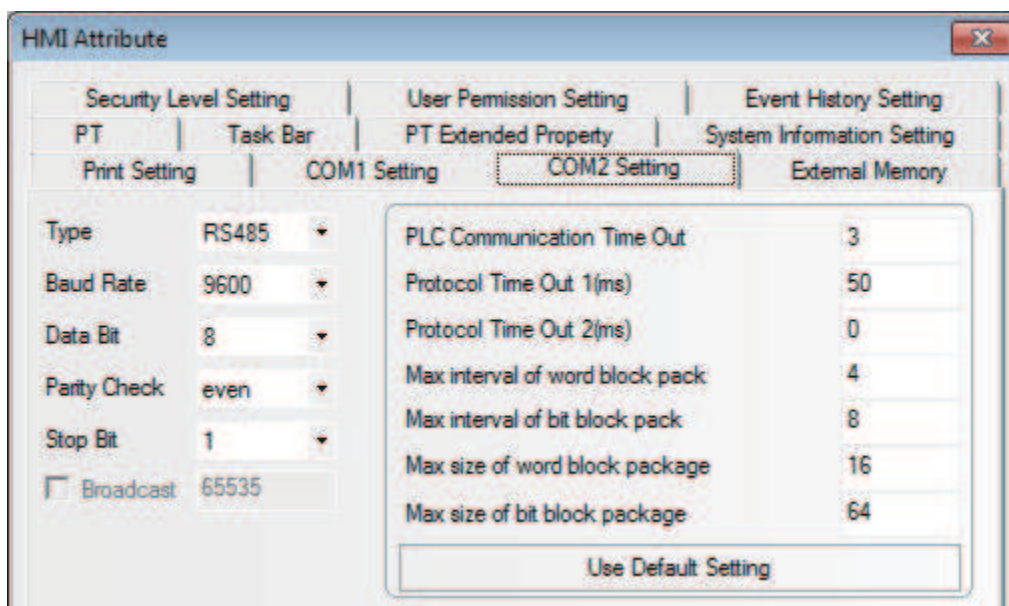 HMI Attribute
Security Level Setting User Permission Setting Event History Setting
PT Task Bar PT Extended Property System Information Setting
Print Setting COM1 Setting COM2 Setting External Memory
Type RS485
Baud Rate 9600
Data Bit 8
Parity Check even
Stop Bit 1
Broadcast 65535
PLC Communication Time Out 3
Protocol Time Out 1(ms) 50
Protocol Time Out 2(ms) 0
Max interval of word block pack 4
Max interval of bit block pack 8
Max size of word block package 16
Max size of bit block package 64
Use Default Setting